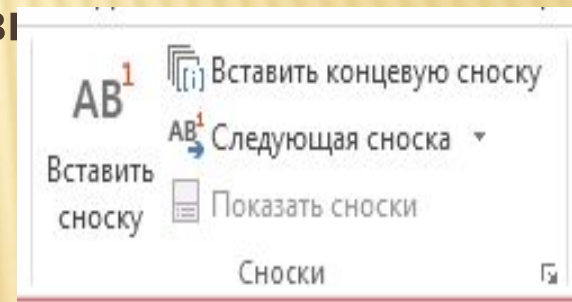 AB¹
Вставить
сноску
[i] Вставить концевую сноску
AB¹ Следующая сноска
Показать сноски
Сноски